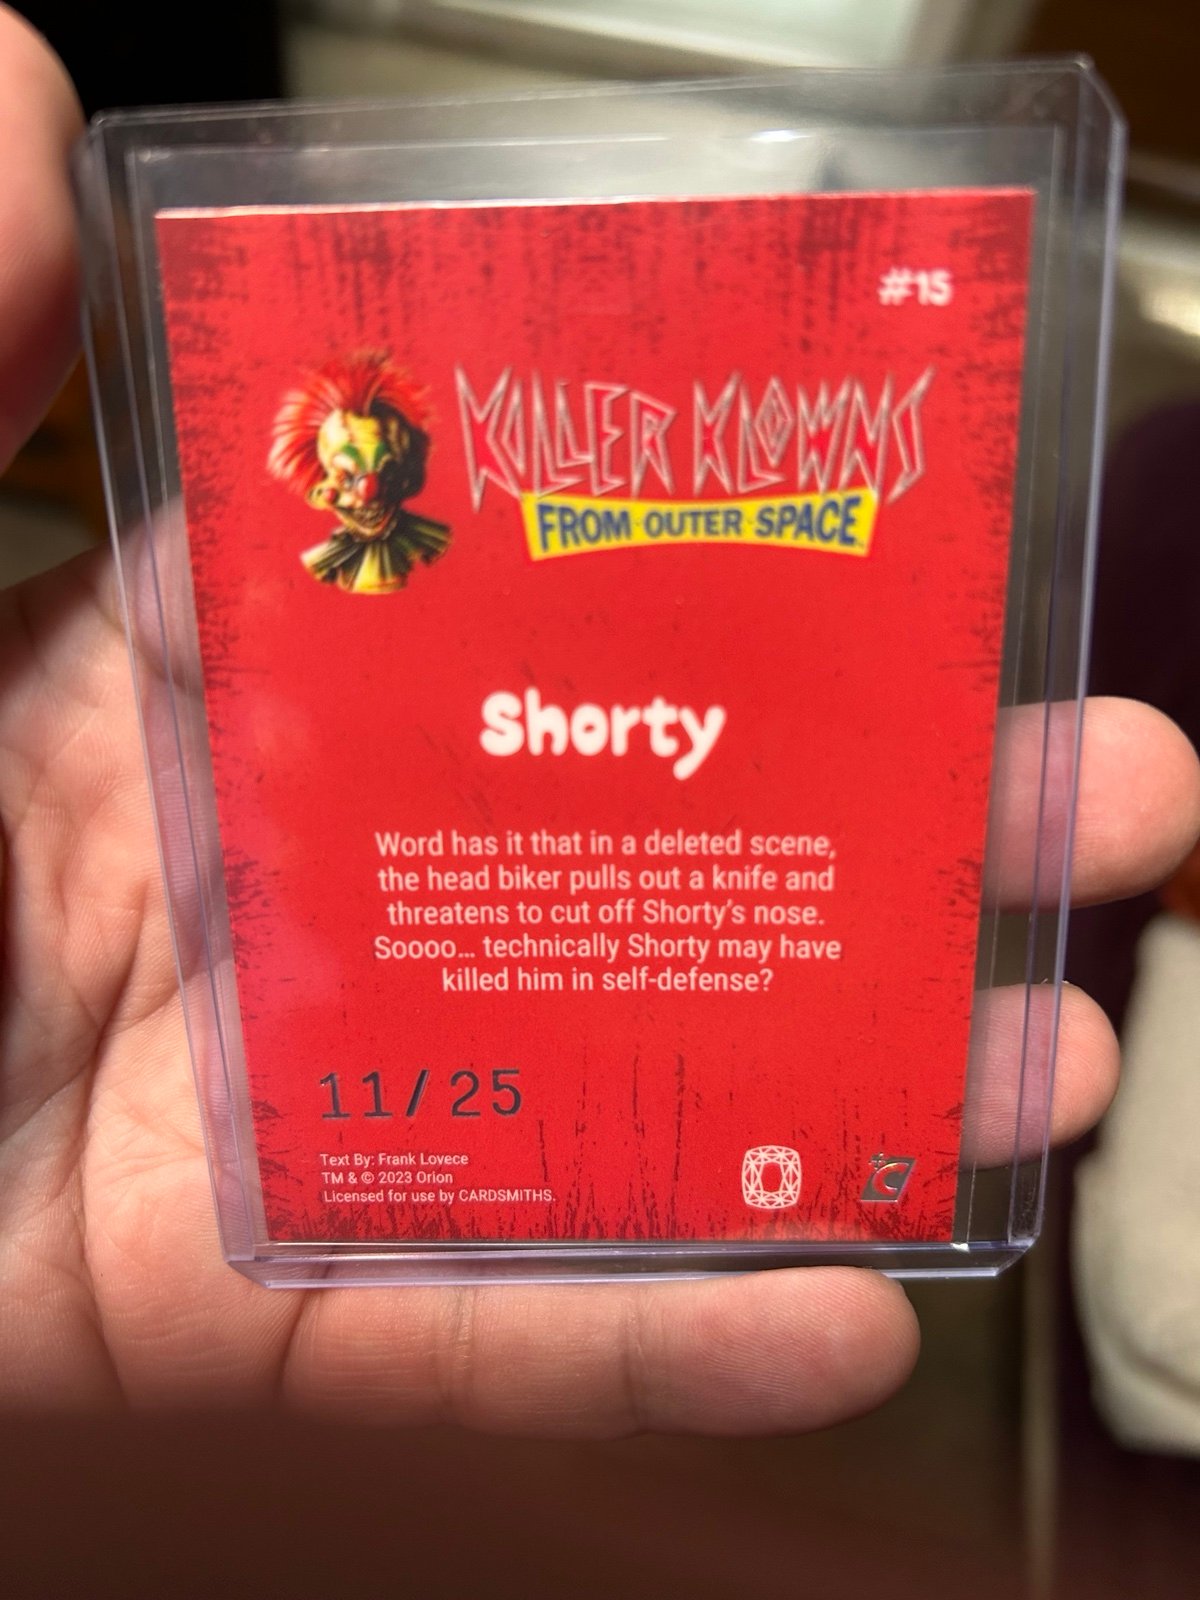 #15
KILLER KLOWNS
FROM OUTER SPACE
Shorty
Word has it that in a deleted scene,
the head biker pulls out a knife and
threatens to cut off Shorty's nose.
Soooo... technically Shorty may have
killed him in self-defense?
11/25
Text By: Frank Lovece
TM & © 2023 Orion
Licensed for use by CARDSMITHS.
+C